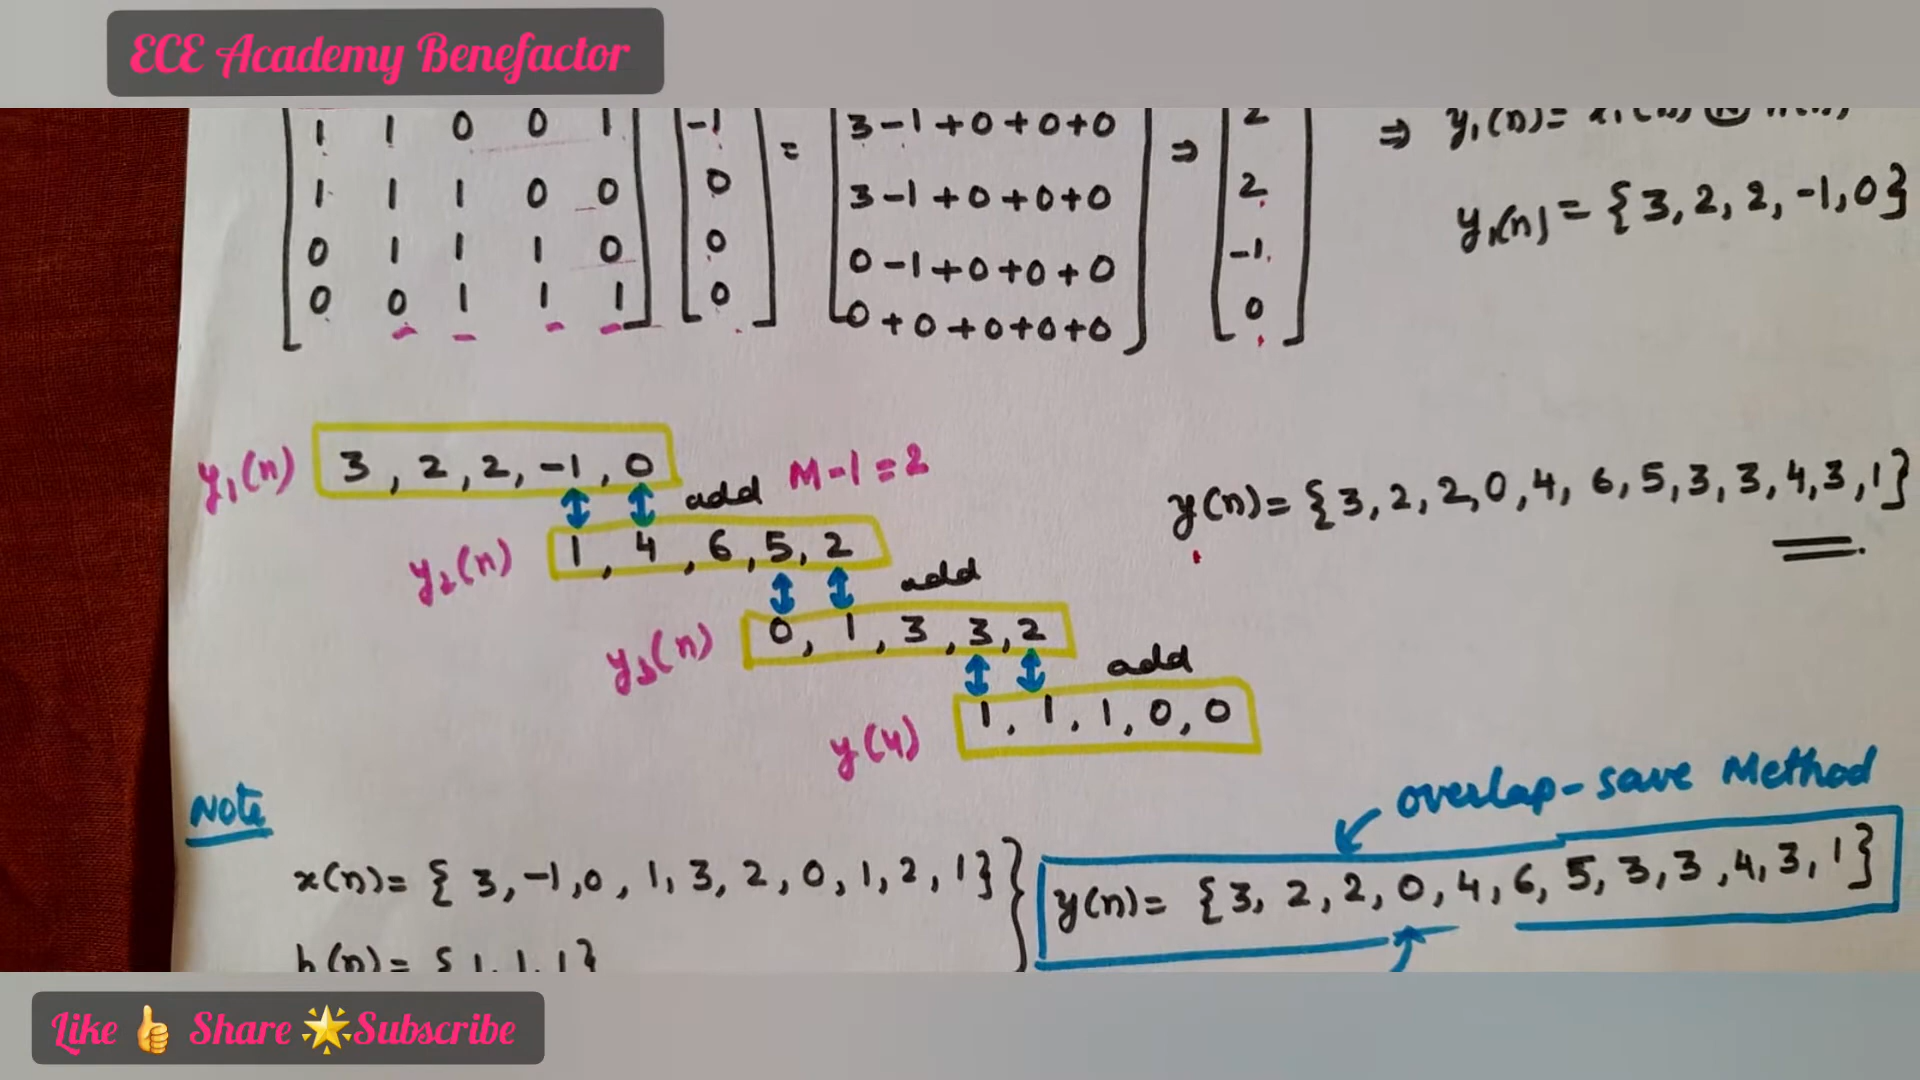 ECE Academy Benefactor
1 1 0 0 1 -1 = 3-1+0+0+0 ⇒ 2 ⇒ y₁(n)=
1 1 1 0 0 0 3-1+0+0+0 2 y₁(n) = {3, 2, 2, -1, 0}
0 1 1 1 0 0 0-1+0+0+0 -1
0 0 1 1 1 0 0+0+0+0+0 0
y₁(n) 3, 2, 2, -1, 0 add M-1=2
y(n)= {3, 2, 2, 0, 4, 6, 5, 3, 3, 4, 3, 1}
y₂(n) 1, 4, 6, 5, 2 add
y₃(n) 0, 1, 3, 3, 2 add
y(4) 1, 1, 1, 0, 0
Note
overlap-save Method
x(n)= {3, -1, 0, 1, 3, 2, 0, 1, 2, 1} }
y(n)= {3, 2, 2, 0, 4, 6, 5, 3, 3, 4, 3, 1}
h(n)= {1, 1, 1}
Like 👍 Share 🌟Subscribe